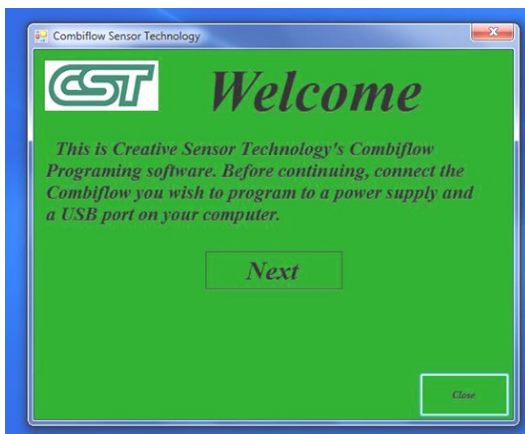 Combiflow Sensor Technology
CST
Welcome
This is Creative Sensor Technology's Combiflow
Programing software. Before continuing, connect the
Combiflow you wish to program to a power supply and
a USB port on your computer.
Next
Close